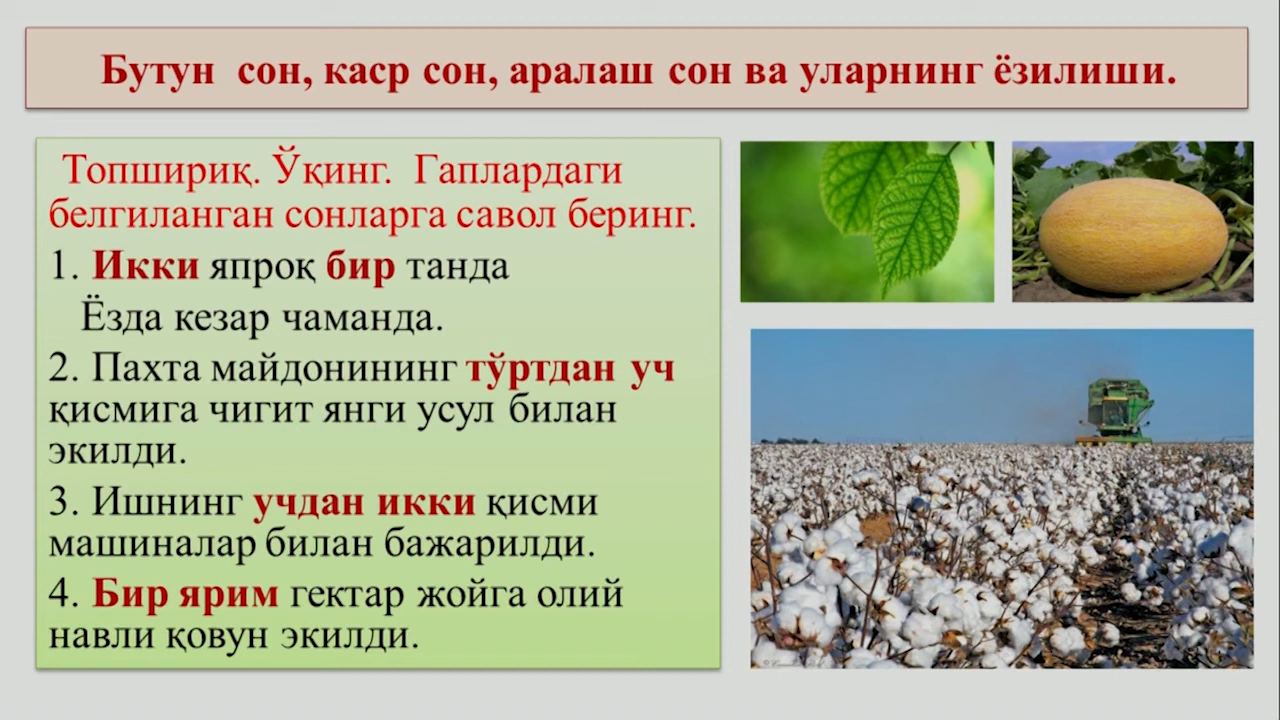 Бутун сон, каср сон, аралаш сон ва уларнинг ёзилиши.
Топшириқ. Ўқинг. Гаплардаги
белгиланган сонларга савол беринг.
1. Икки япроқ бир танда
Ёзда кезар чаманда.
2. Пахта майдонининг тўртдан уч
қисмига чигит янги усул билан
экилди.
3. Ишнинг учдан икки қисми
машиналар билан бажарилди.
4. Бир ярим гектар жойга олий
навли қовун экилди.